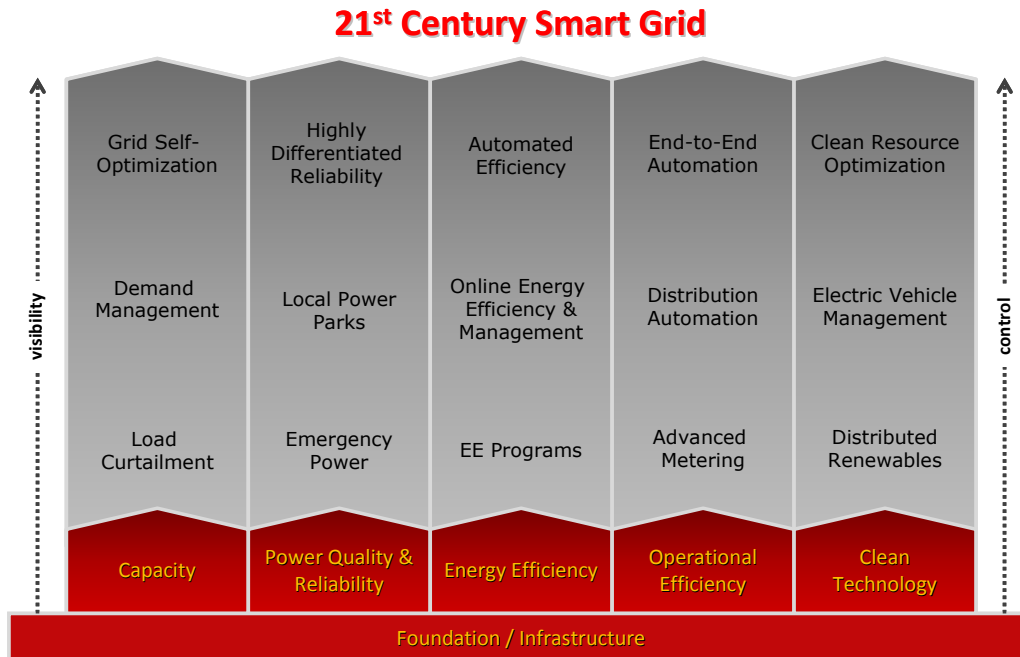 21st Century Smart Grid
Grid Self-
Optimization
Highly
Differentiated
Reliability
Automated
Efficiency
End-to-End
Automation
Clean Resource
Optimization
visibility
Demand
Management
Local Power
Parks
Online Energy
Efficiency &
Management
Distribution
Automation
Electric Vehicle
Management
control
Load
Curtailment
Emergency
Power
EE Programs
Advanced
Metering
Distributed
Renewables
Capacity
Power Quality &
Reliability
Energy Efficiency
Operational
Efficiency
Clean
Technology
Foundation / Infrastructure